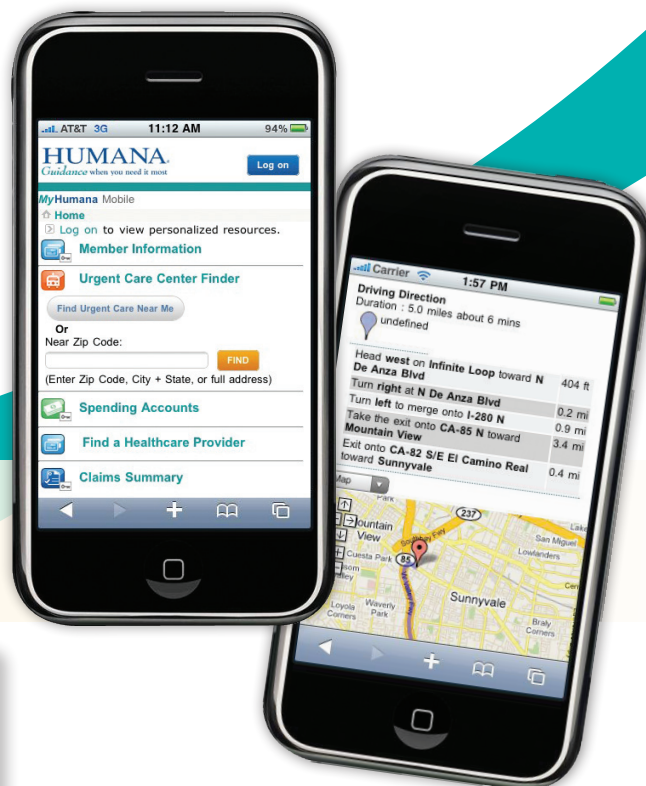 AT&T 3G 11:12 AM 94%
HUMANA.
Guidance when you need it most
Log on
MyHumana Mobile
Home
Log on to view personalized resources.
Member Information
Urgent Care Center Finder
Find Urgent Care Near Me
Or
Near Zip Code:
FIND
(Enter Zip Code, City + State, or full address)
Spending Accounts
Find a Healthcare Provider
Claims Summary
Carrier 1:57 PM
Driving Direction
Duration : 5.0 miles about 6 mins
undefined
Head west on Infinite Loop toward N
De Anza Blvd 404 ft
Turn right at N De Anza Blvd 0.2 mi
Turn left to merge onto I-280 N 0.9 mi
Take the exit onto CA-85 N toward
Mountain View 3.4 mi
Exit onto CA-82 S/E El Camino Real
toward Sunnyvale 0.4 mi
Map
Park
237
Mountain
View
San Miguel
Lowlanders
Cuesta Park
85
Sunnyvale
Loyola
Corners
Waverly
Park
Braly
Corners